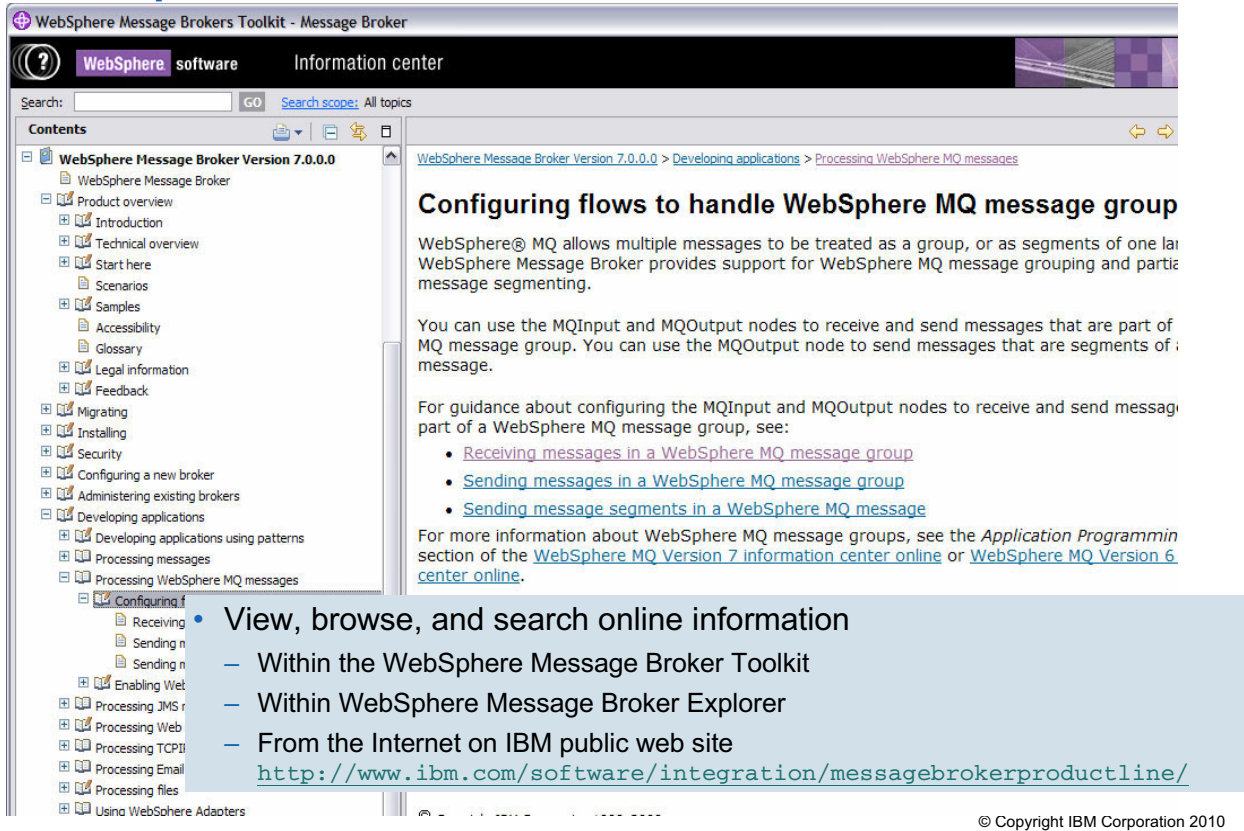 WebSphere Message Brokers Toolkit - Message Broker
WebSphere software Information center
Search: GO Search scope: All topics
Contents
WebSphere Message Broker Version 7.0.0.0
WebSphere Message Broker
Product overview
Introduction
Technical overview
Start here
Scenarios
Samples
Accessibility
Glossary
Legal information
Feedback
Migrating
Installing
Security
Configuring a new broker
Administering existing brokers
Developing applications
Developing applications using patterns
Processing messages
Processing WebSphere MQ messages
Configuring f
Receiving
Sending m
Sending m
Enabling Web
Processing JMS
Processing Web
Processing TCPIP
Processing Email
Processing files
Using WebSphere Adapters
WebSphere Message Broker Version 7.0.0.0 > Developing applications > Processing WebSphere MQ messages
Configuring flows to handle WebSphere MQ message group
WebSphere® MQ allows multiple messages to be treated as a group, or as segments of one lar
WebSphere Message Broker provides support for WebSphere MQ message grouping and partia
message segmenting.
You can use the MQInput and MQOutput nodes to receive and send messages that are part of
MQ message group. You can use the MQOutput node to send messages that are segments of a
message.
For guidance about configuring the MQInput and MQOutput nodes to receive and send messag
part of a WebSphere MQ message group, see:
• Receiving messages in a WebSphere MQ message group
• Sending messages in a WebSphere MQ message group
• Sending message segments in a WebSphere MQ message
For more information about WebSphere MQ message groups, see the Application Programmin
section of the WebSphere MQ Version 7 information center online or WebSphere MQ Version 6
center online.
• View, browse, and search online information
– Within the WebSphere Message Broker Toolkit
– Within WebSphere Message Broker Explorer
– From the Internet on IBM public web site
http://www.ibm.com/software/integration/messagebrokerproductline/
© Copyright IBM Corporation 2010